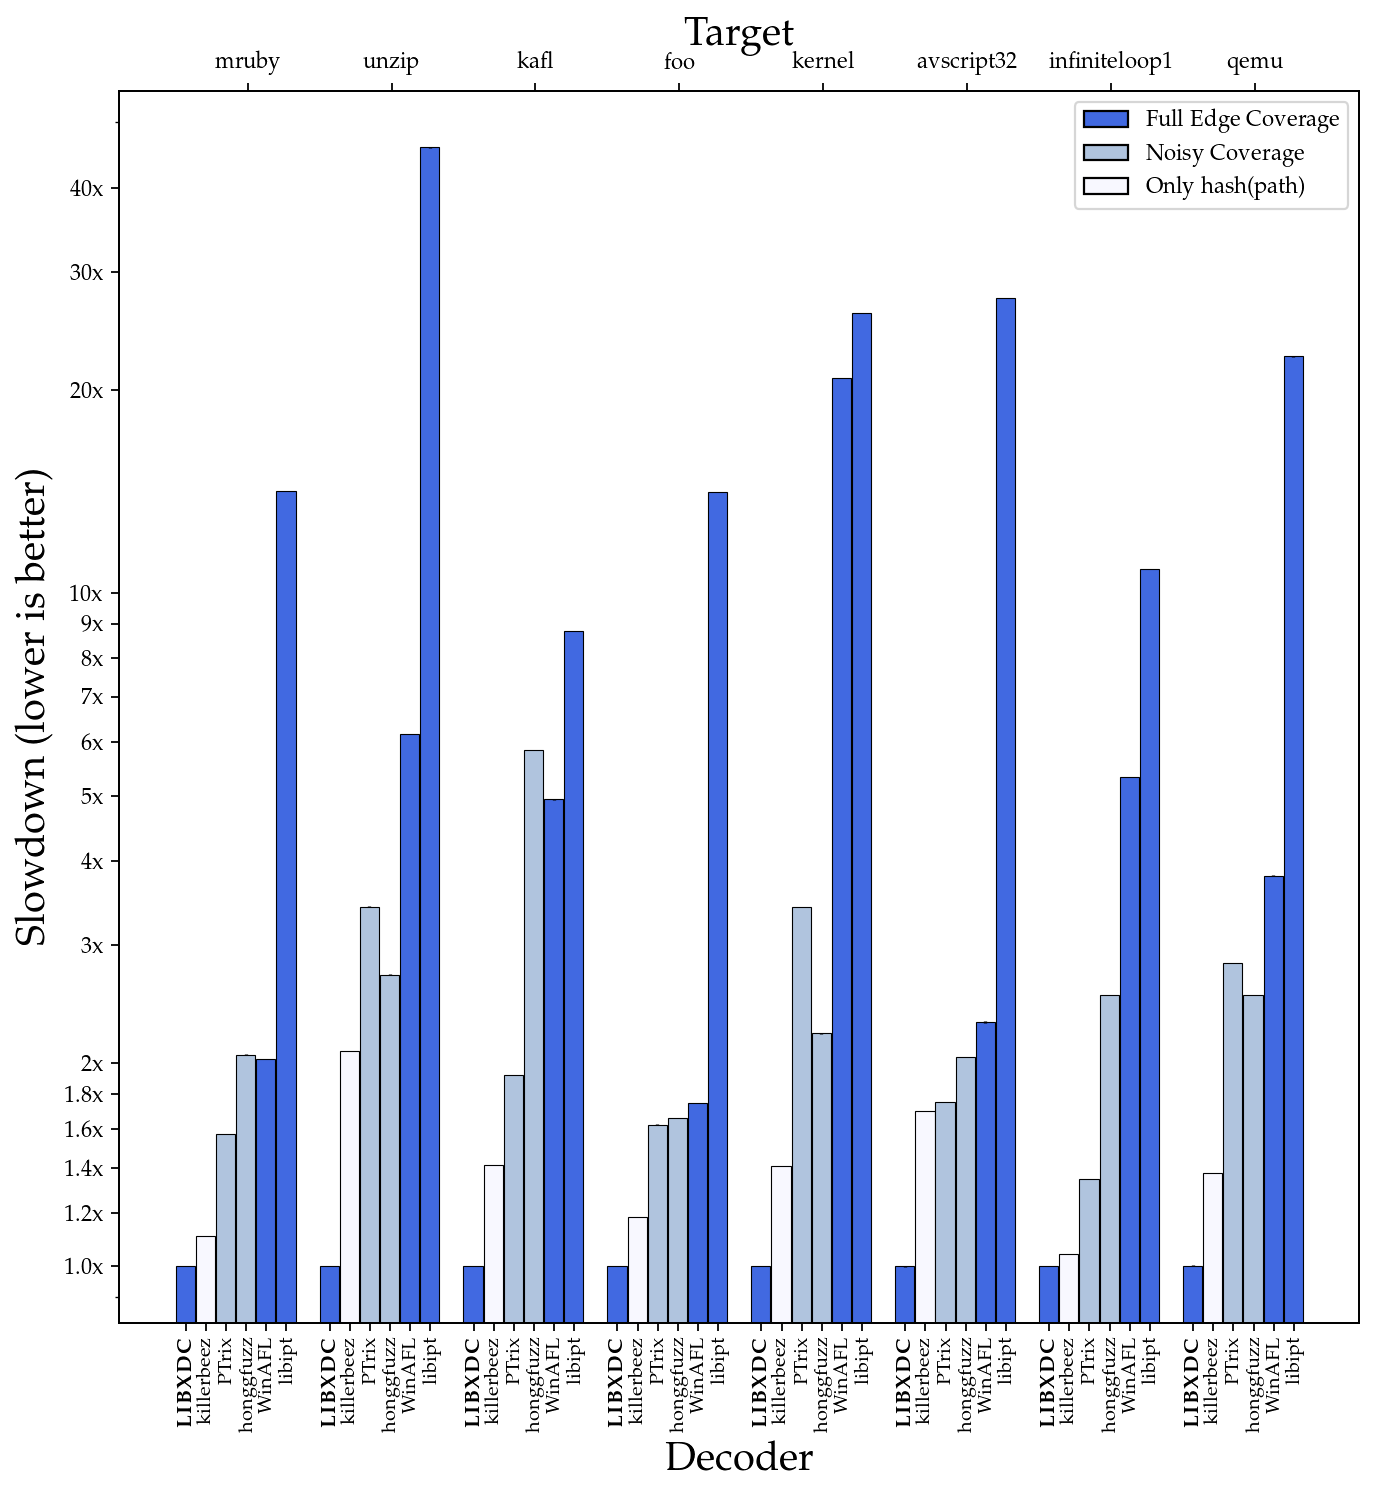 Target
mruby unzip kafl foo kernel avscript32 infiniteloop1 qemu
Full Edge Coverage
Noisy Coverage
Only hash(path)
Slowdown (lower is better)
40x
30x
20x
10x
9x
8x
7x
6x
5x
4x
3x
2x
1.8x
1.6x
1.4x
1.2x
1.0x
LIBXDC killerbeez PTrix honggfuzz WinAFL libipt
LIBXDC killerbeez PTrix honggfuzz WinAFL libipt
LIBXDC killerbeez PTrix honggfuzz WinAFL libipt
LIBXDC killerbeez PTrix honggfuzz WinAFL libipt
LIBXDC killerbeez PTrix honggfuzz WinAFL libipt
LIBXDC killerbeez PTrix honggfuzz WinAFL libipt
LIBXDC killerbeez PTrix honggfuzz WinAFL libipt
LIBXDC killerbeez PTrix honggfuzz WinAFL libipt
Decoder